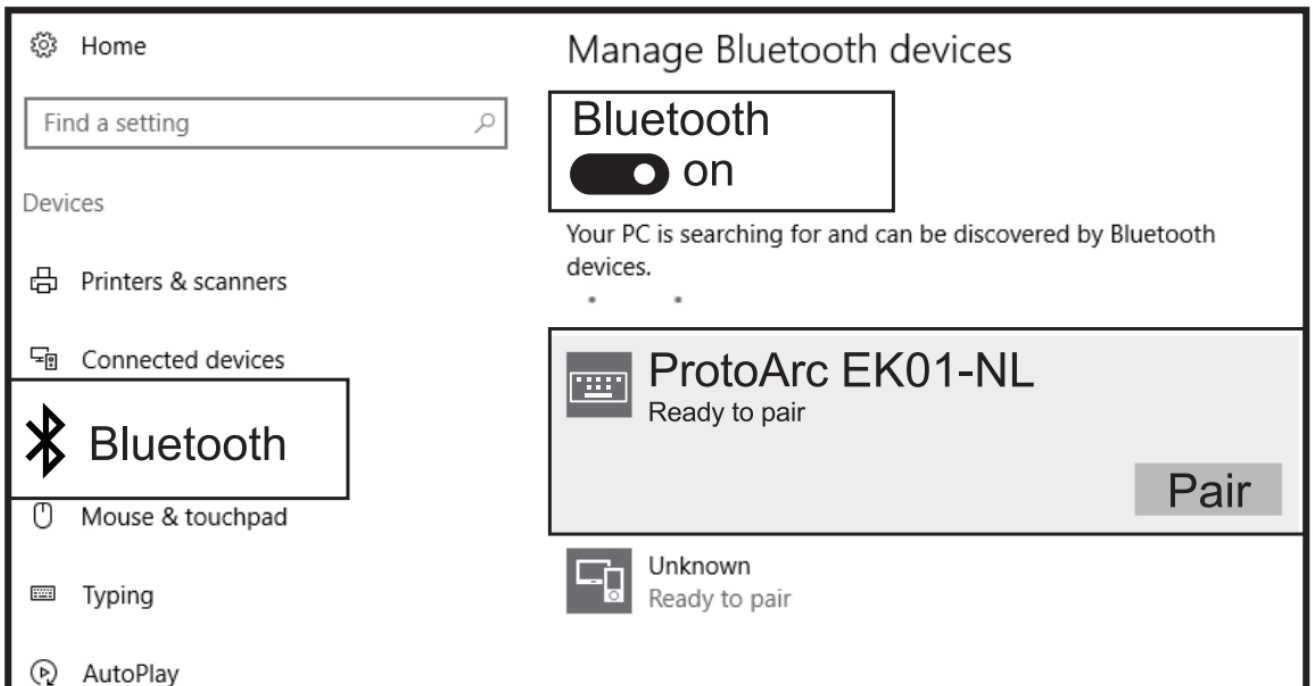 Home
Find a setting
Devices
Printers & scanners
Connected devices
Bluetooth
Mouse & touchpad
Typing
AutoPlay
Manage Bluetooth devices
Bluetooth
on
Your PC is searching for and can be discovered by Bluetooth
devices.
ProtoArc EK01-NL
Ready to pair
Pair
Unknown
Ready to pair